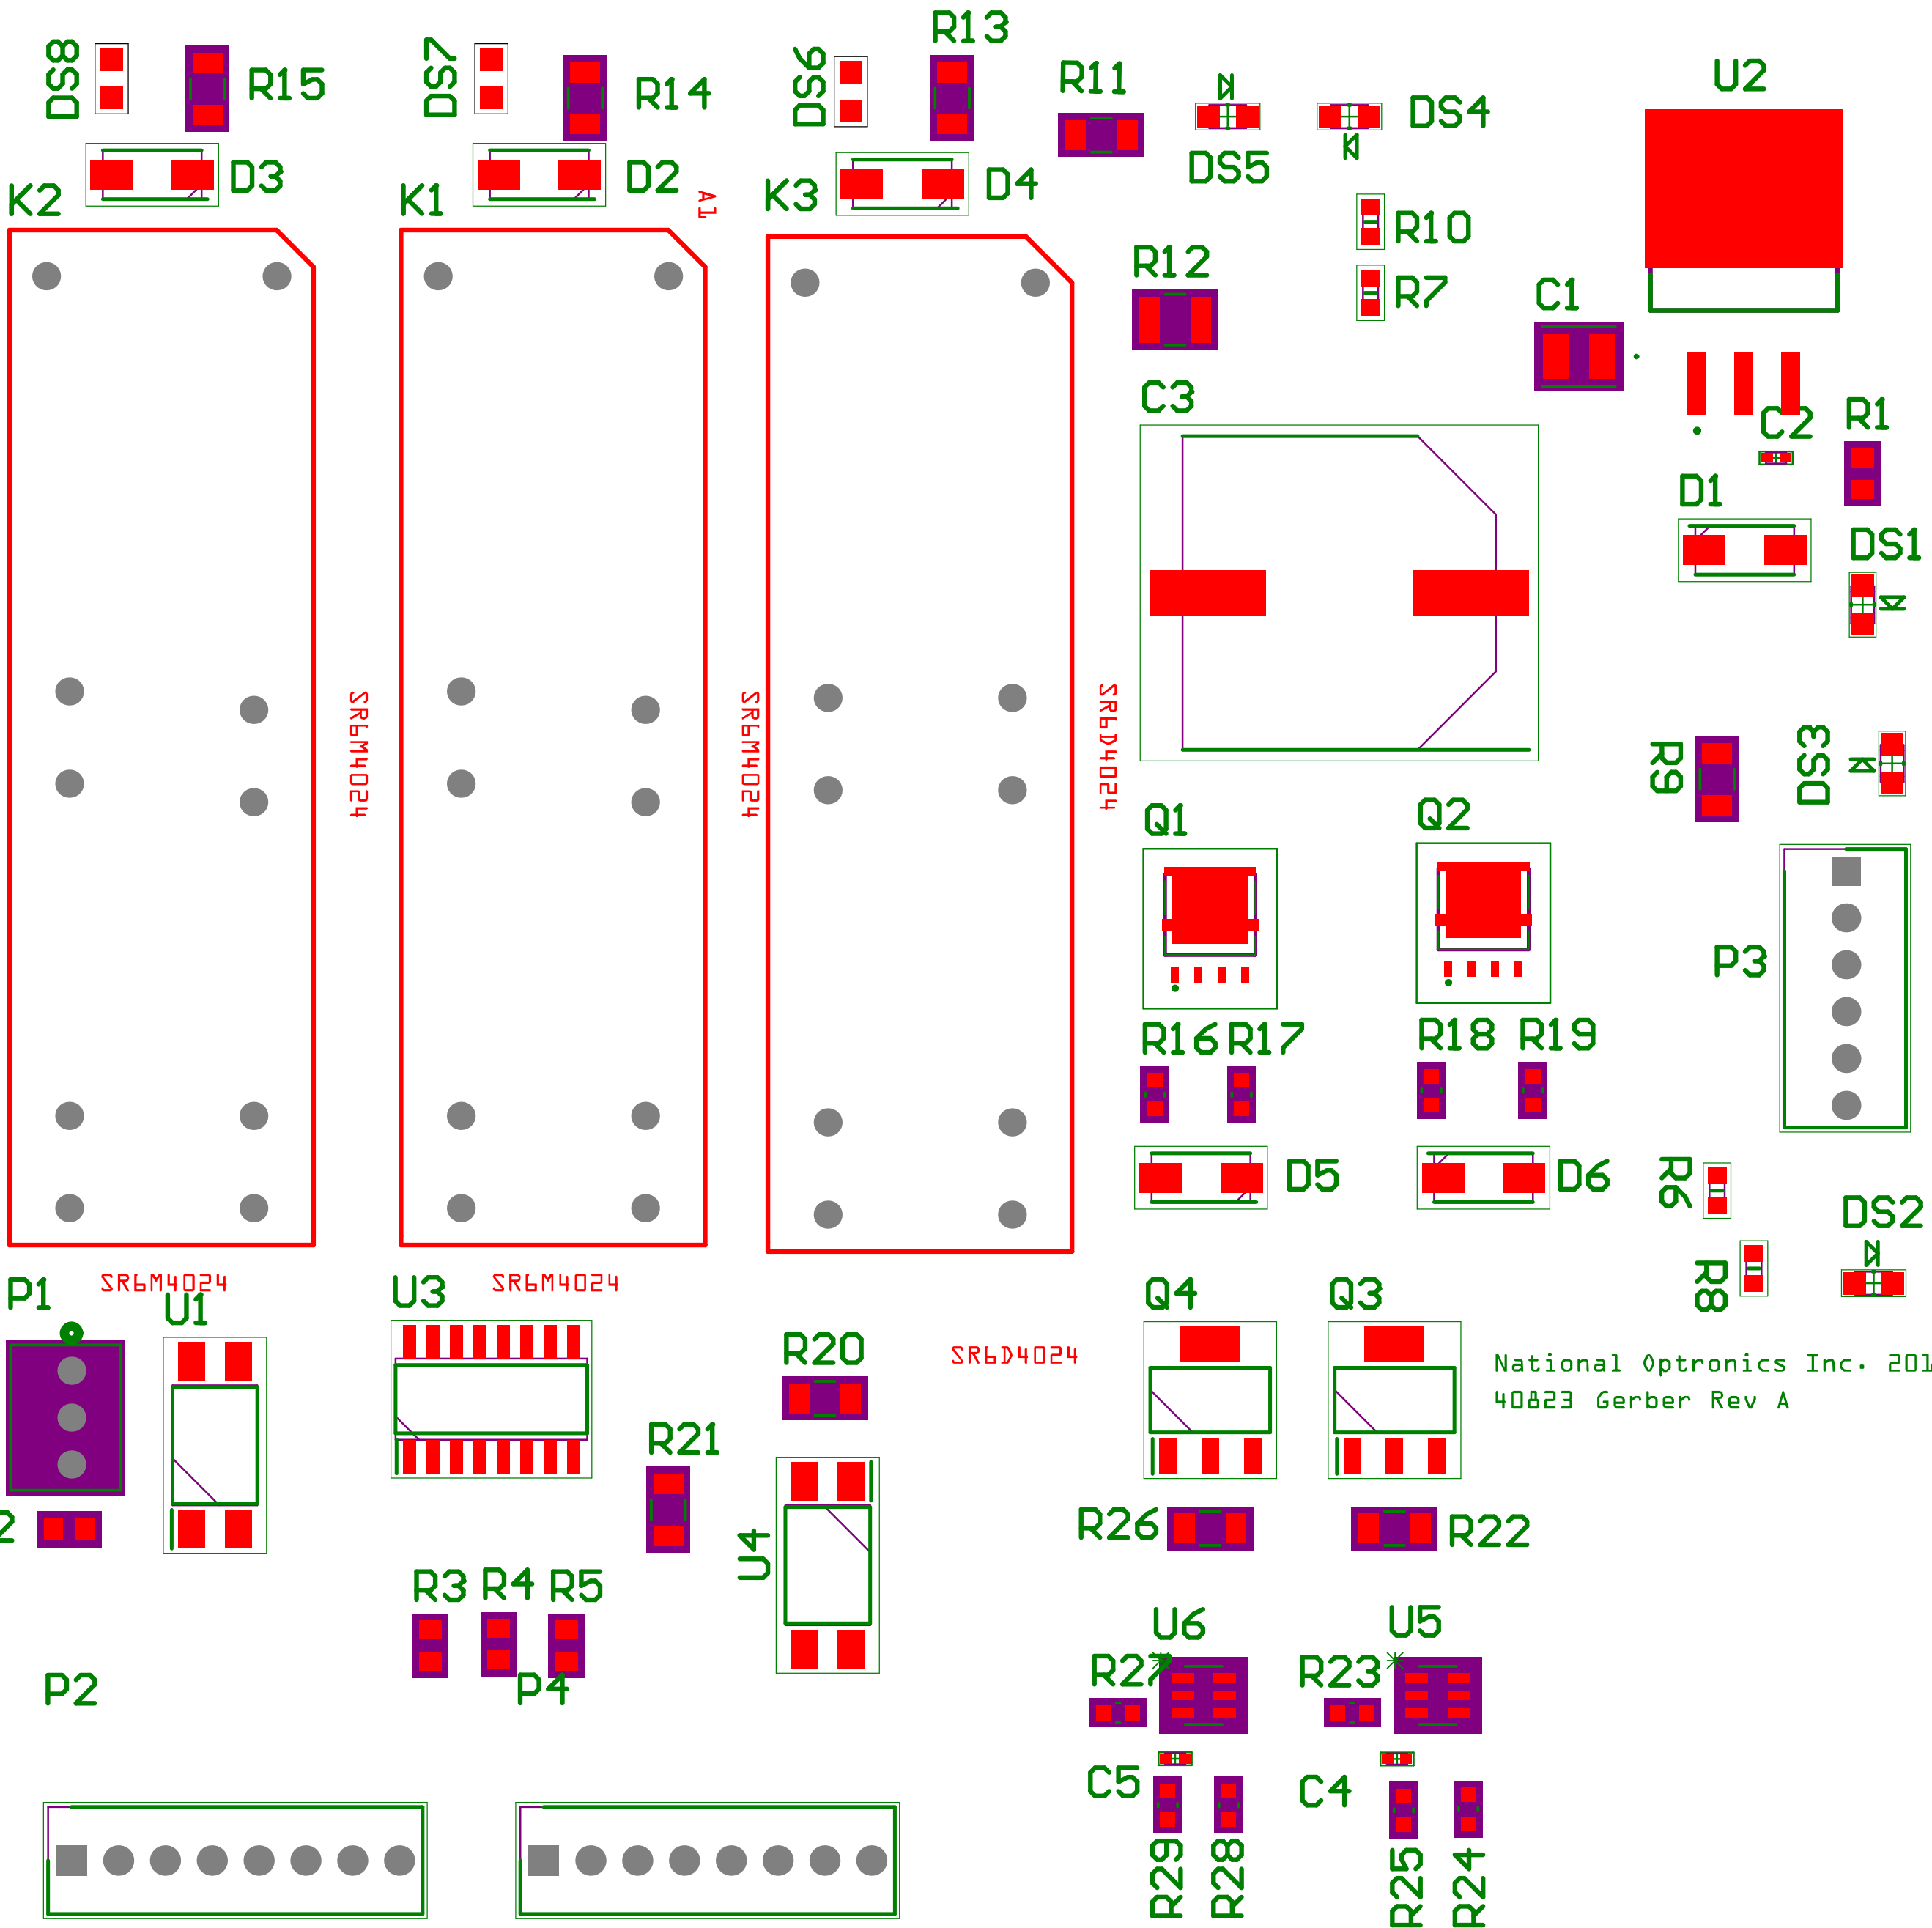 DS8
R15
DS7
R14
DS6
R13
R11
DS5
DS4
U2
K2
D3
K1
D2
A1
K3
D4
R10
R12
R7
C1
C3
C2
R1
D1
DS1
SR6M4024
SR6M4024
SR6D4024
R9
DS3
Q1
Q2
P3
R16
R17
R18
R19
D5
D6
R6
DS2
R8
P1
SR6M4024
U1
U3
SR6M4024
Q4
Q3
R20
SR6D4024
National Optronics Inc. 201
40823 Gerber Rev A
R21
2
R26
R22
U4
R3
R4
R5
U6
U5
P2
P4
R27
R23
C5
C4
R29
R28
R25
R24